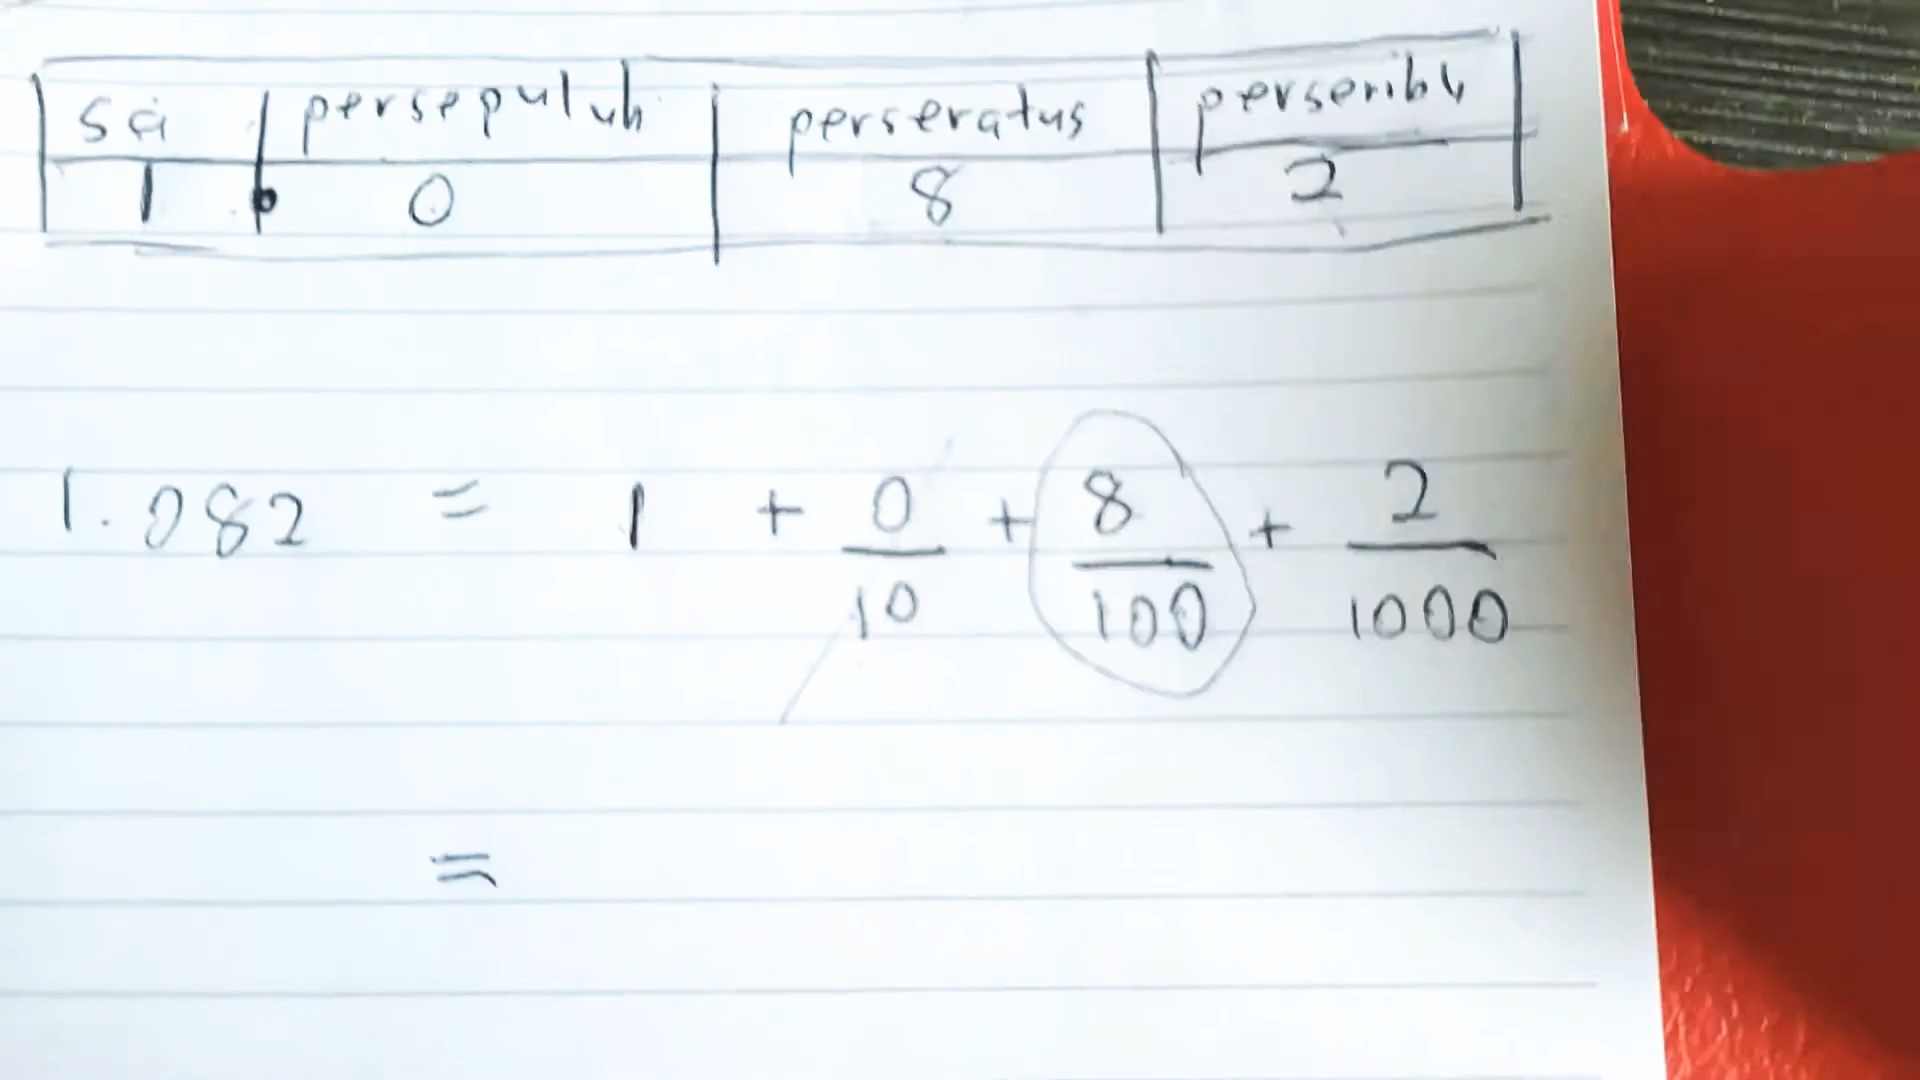 sa persepuluh perseratus perseribu
1 . 0 8 2
1.082 = 1 + 0/10 + 8/100 + 2/1000
=